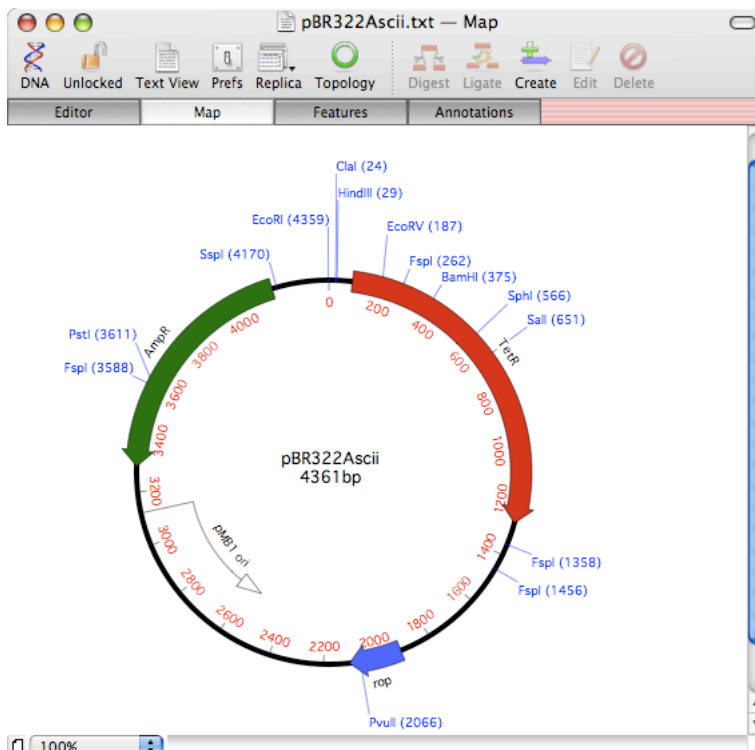 pBR322Ascii.txt — Map
DNA Unlocked Text View Prefs Replica Topology Digest Ligate Create Edit Delete
Editor Map Features Annotations
ClaI (24)
HindIII (29)
EcoRI (4359)
EcoRV (187)
SspI (4170)
FspI (262)
BamHI (375)
SphI (566)
SalI (651)
PstI (3611)
FspI (3588)
AmpR
TetR
0
200
400
600
800
1000
1200
1400
1600
1800
2000
2200
2400
2600
2800
3000
3200
3400
3600
3800
4000
pBR322Ascii
4361bp
pMB1 ori
FspI (1358)
FspI (1456)
rop
PvuII (2066)
100%